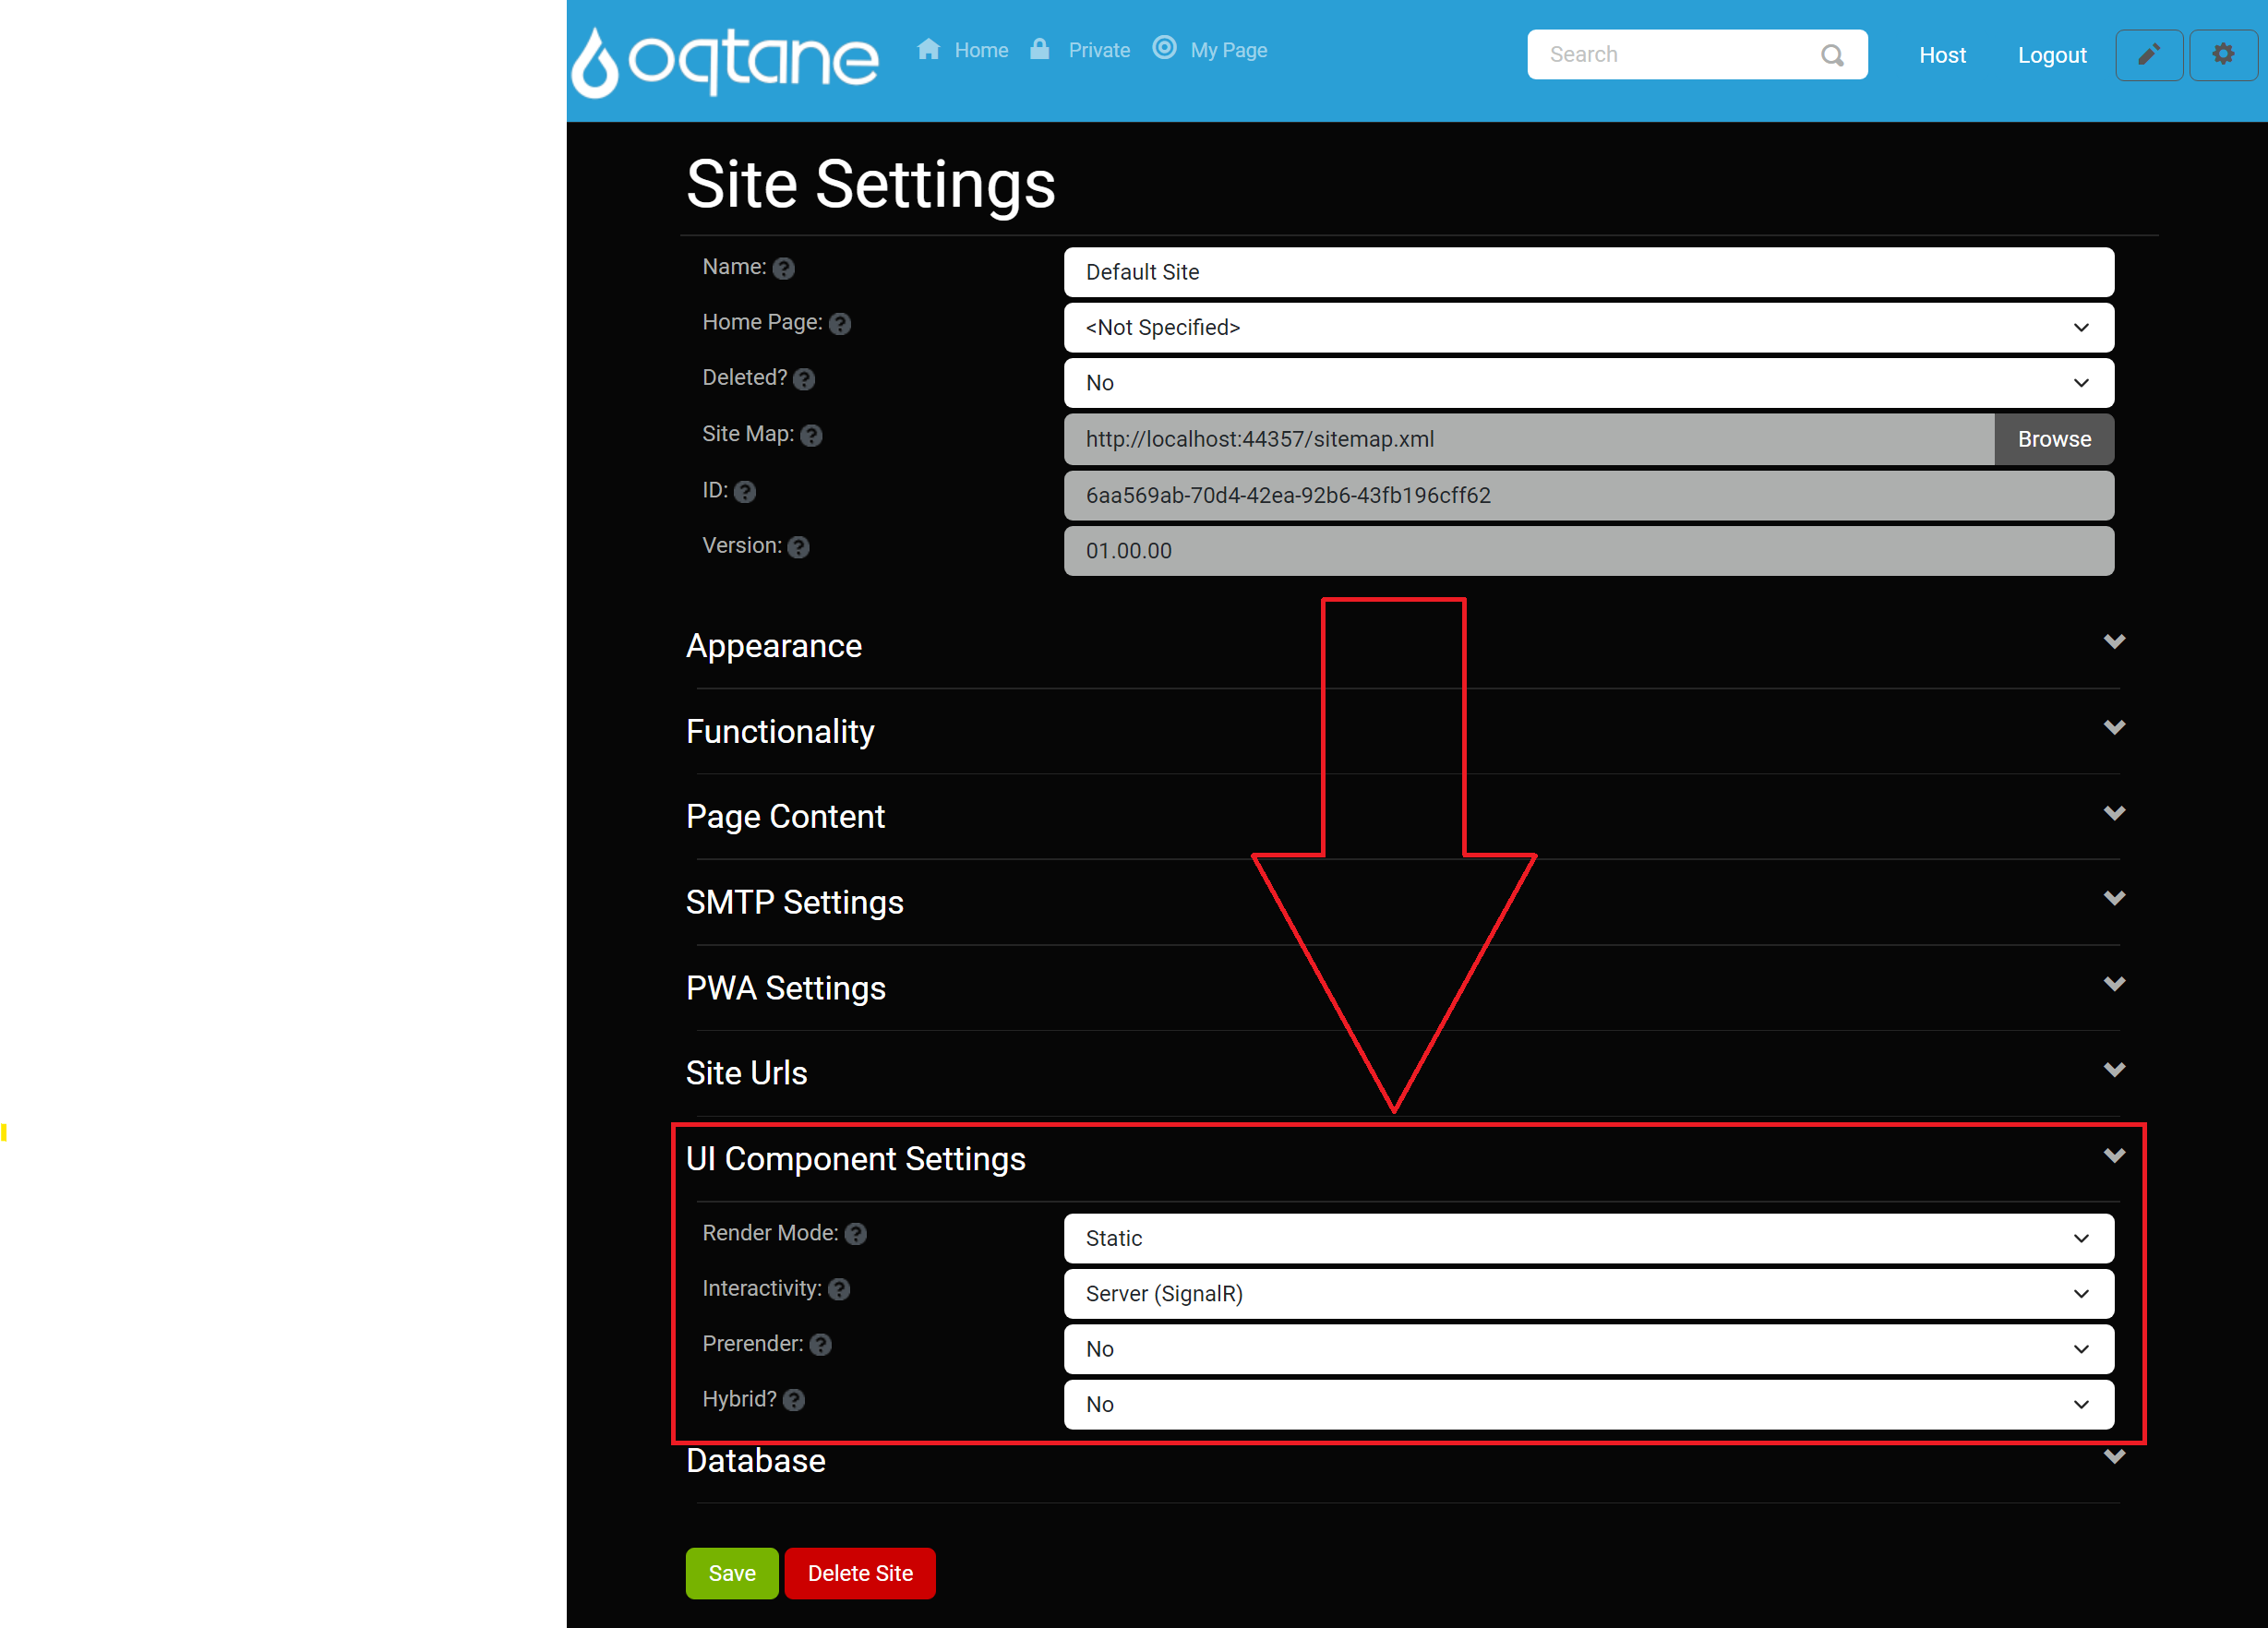 oqtane Home Private My Page Search Host Logout
Site Settings
Name: ? Default Site
Home Page: ? <Not Specified>
Deleted? ? No
Site Map: ? http://localhost:44357/sitemap.xml Browse
ID: ? 6aa569ab-70d4-42ea-92b6-43fb196cff62
Version: ? 01.00.00
Appearance
Functionality
Page Content
SMTP Settings
PWA Settings
Site Urls
UI Component Settings
Render Mode: ? Static
Interactivity: ? Server (SignalR)
Prerender: ? No
Hybrid? ? No
Database
Save Delete Site